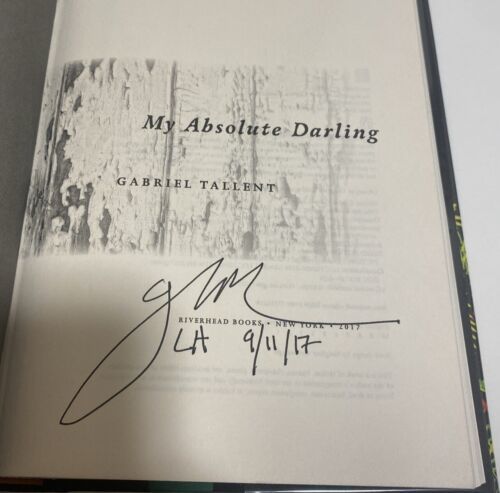 My Absolute Darling
GABRIEL TALLENT
RIVERHEAD BOOKS • NEW YORK • 2017
LA 9/11/17